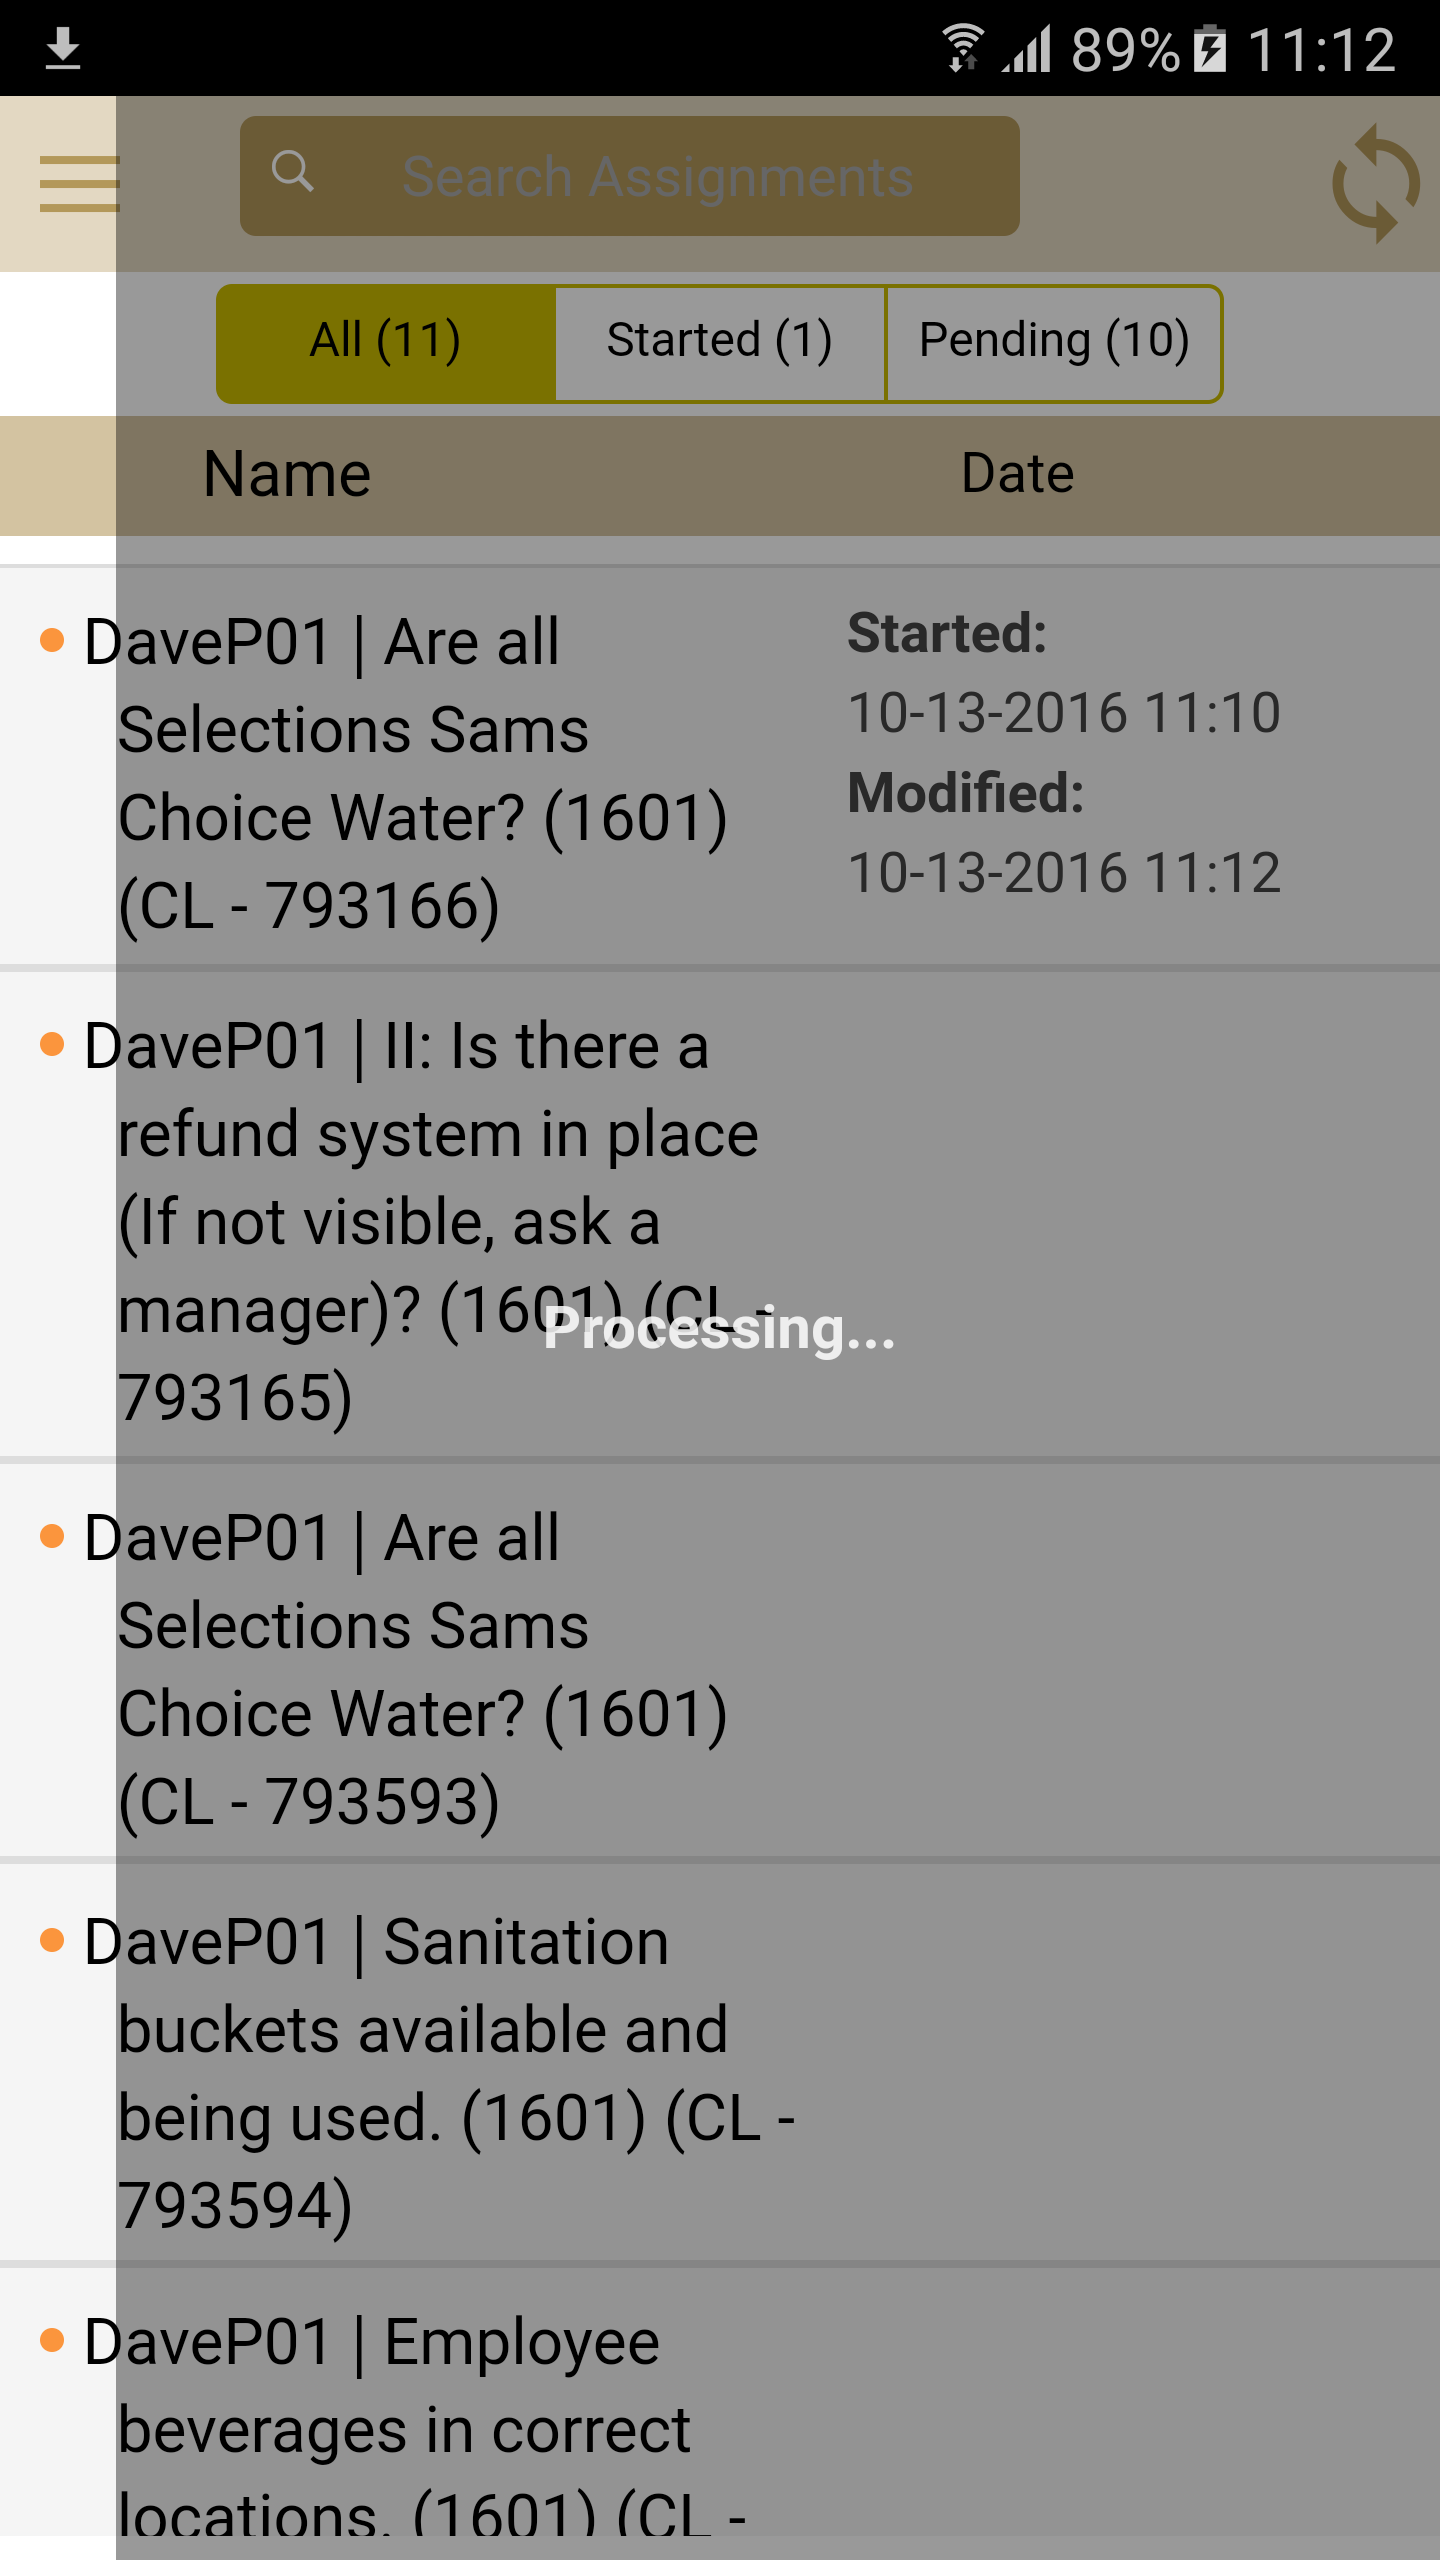 89% 11:12
Search Assignments
All (11) Started (1) Pending (10)
Name Date
DaveP01 | Are all
Selections Sams
Choice Water? (1601)
(CL - 793166)
Started:
10-13-2016 11:10
Modified:
10-13-2016 11:12
DaveP01 | II: Is there a
refund system in place
(If not visible, ask a
manager)? (1601) (CL -
793165)
Processing...
DaveP01 | Are all
Selections Sams
Choice Water? (1601)
(CL - 793593)
DaveP01 | Sanitation
buckets available and
being used. (1601) (CL -
793594)
DaveP01 | Employee
beverages in correct
locations. (1601) (CL -